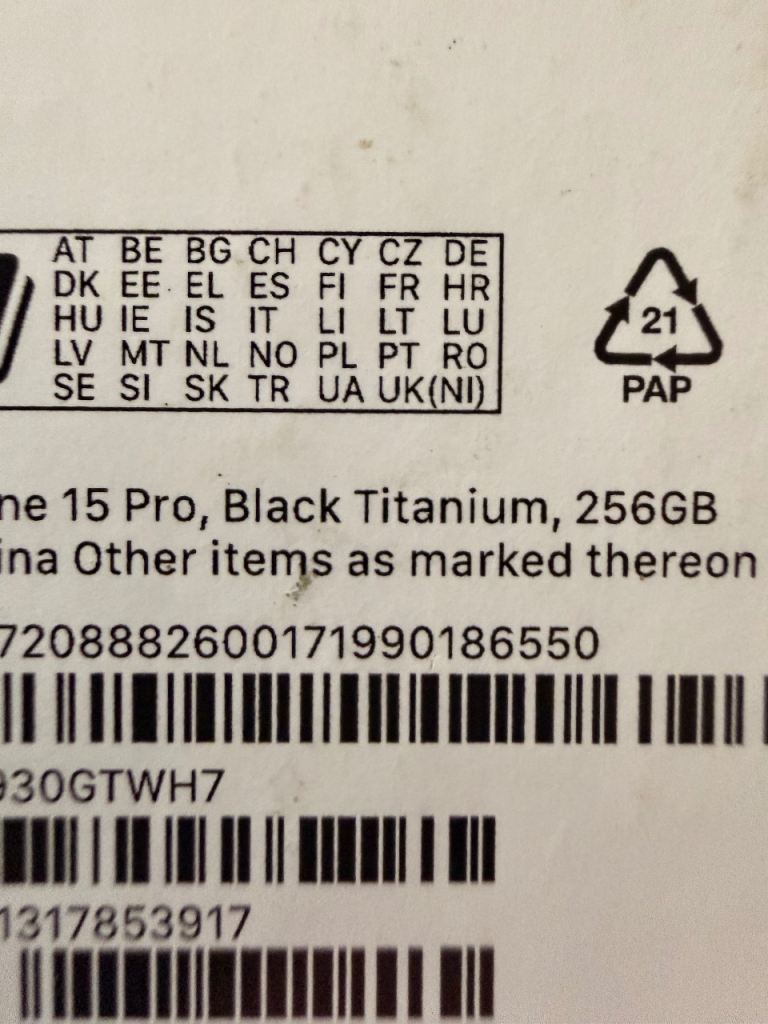 AT BE BG CH CY CZ DE
DK EE EL ES FI FR HR
HU IE IS IT LI LT LU
LV MT NL NO PL PT RO
SE SI SK TR UA UK(NI)
21
PAP
ne 15 Pro, Black Titanium, 256GB
ina Other items as marked thereon
7208882600171990186550
930GTWH7
1317853917